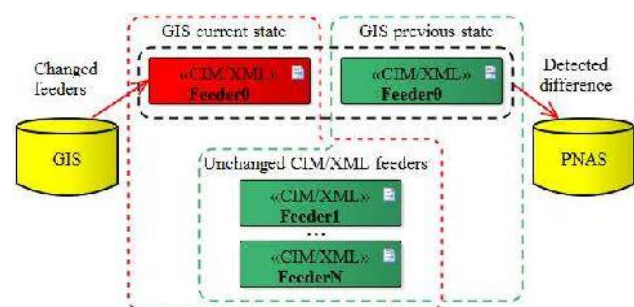 GIS current state
GIS previous state
Changed
feeders
«CIM/XML»
Feeder0
«CIM/XML»
Feeder0
Detected
difference
GIS
PNAS
Unchanged CIM/XML feeders
«CIM/XML»
Feeder1
...
«CIM/XML»
FeederN